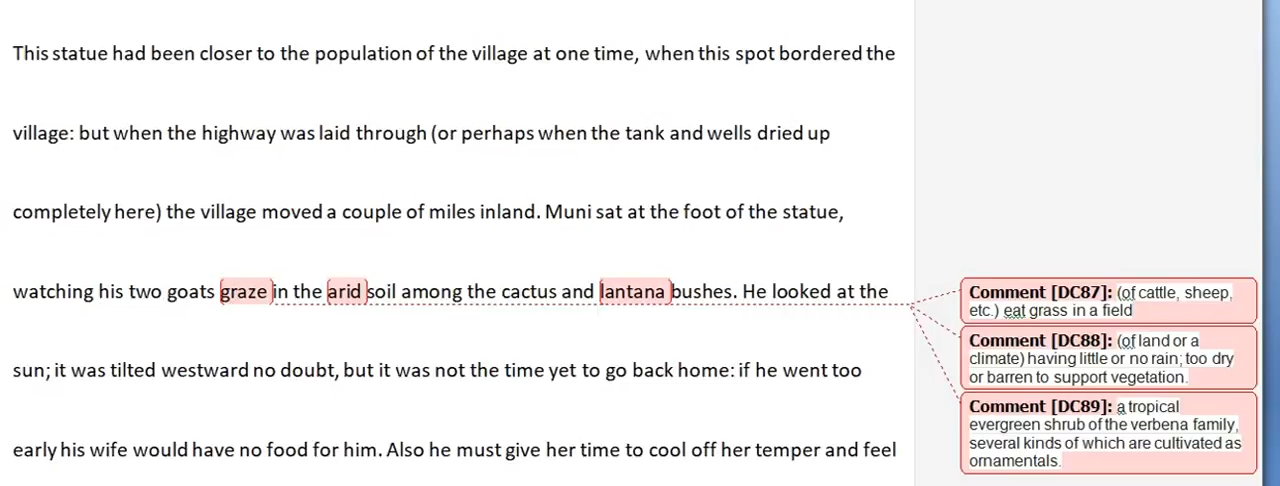 This statue had been closer to the population of the village at one time, when this spot bordered the
village: but when the highway was laid through (or perhaps when the tank and wells dried up
completely here) the village moved a couple of miles inland. Muni sat at the foot of the statue,
watching his two goats graze in the arid soil among the cactus and lantana bushes. He looked at the
sun; it was tilted westward no doubt, but it was not the time yet to go back home: if he went too
early his wife would have no food for him. Also he must give her time to cool off her temper and feel
Comment [DC87]: (of cattle, sheep,
etc.) eat grass in a field
Comment [DC88]: (of land or a
climate) having little or no rain; too dry
or barren to support vegetation.
Comment [DC89]: a tropical
evergreen shrub of the verbena family,
several kinds of which are cultivated as
ornamentals.